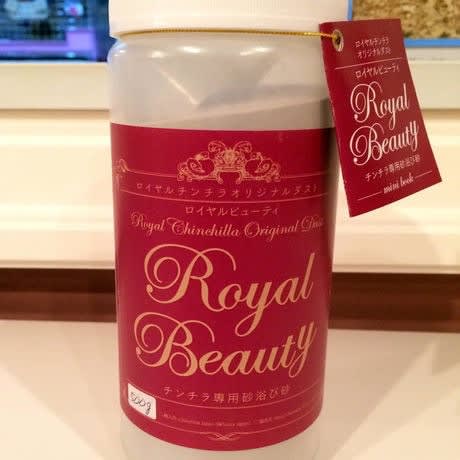 ロイヤルチンチラオリジナルダスト
ロイヤルビューティ
Royal Chinchilla Original Dust
Royal
Beauty
チンチラ専用砂浴び砂
500g
ロイヤルチンチラ
オリジナルダスト
ロイヤルビューティ
Royal
Beauty
チンチラ専用砂浴び砂
mini book